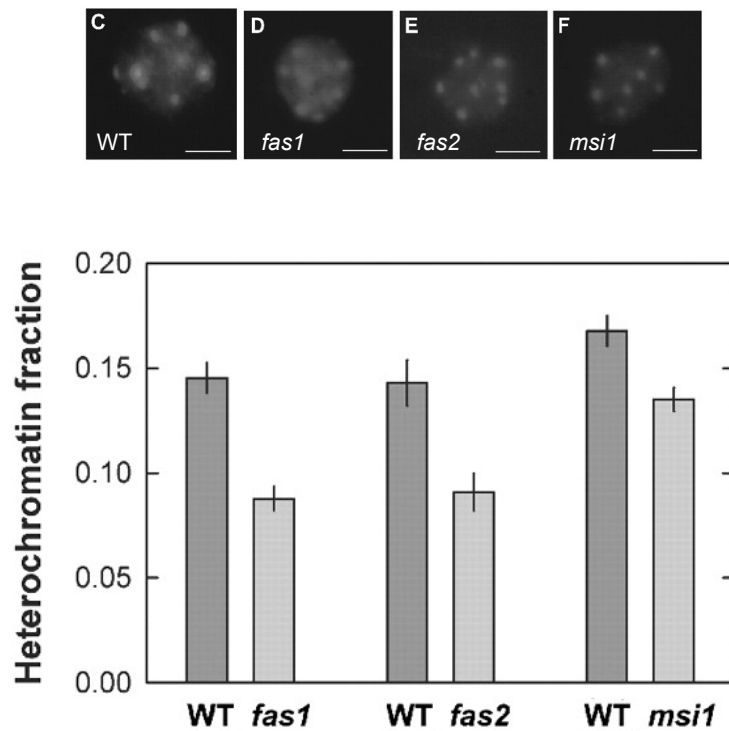 C
D
E
F
WT
fas1
fas2
msi1
Heterochromatin fraction
0.20
0.15
0.10
0.05
0.00
WT fas1 WT fas2 WT msi1